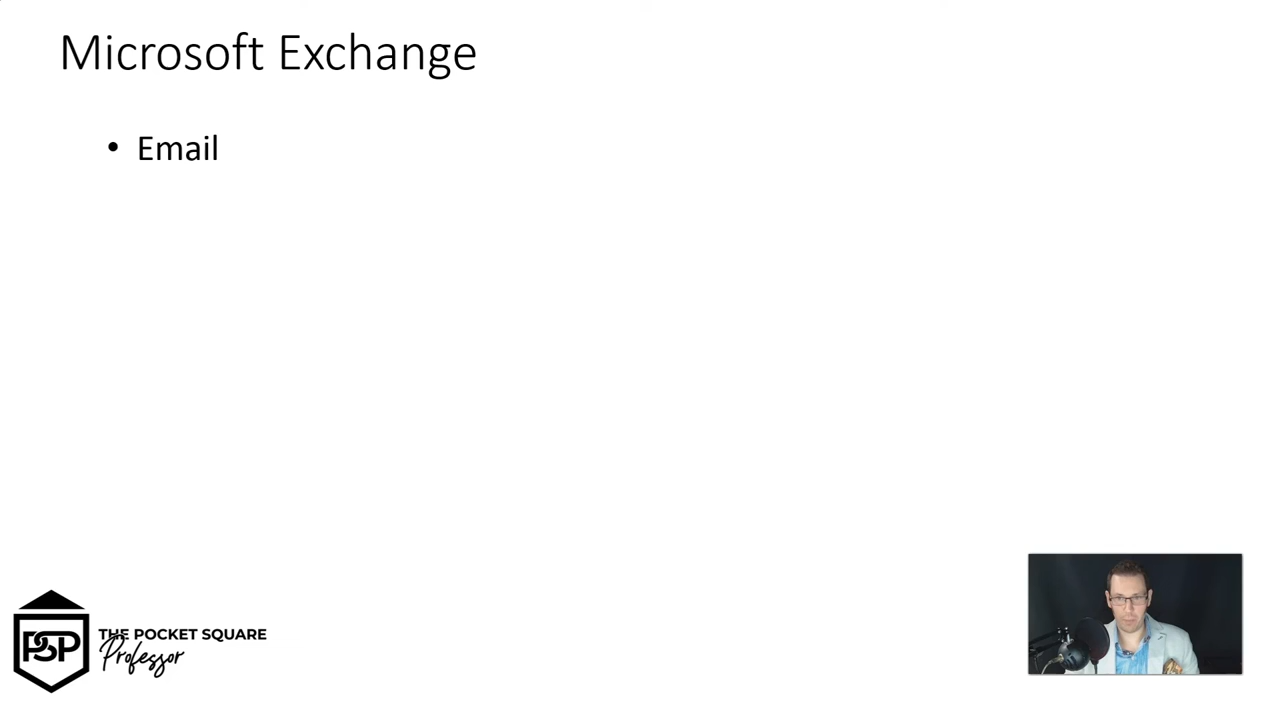 Microsoft Exchange
• Email
PSP
THE POCKET SQUARE
Professor